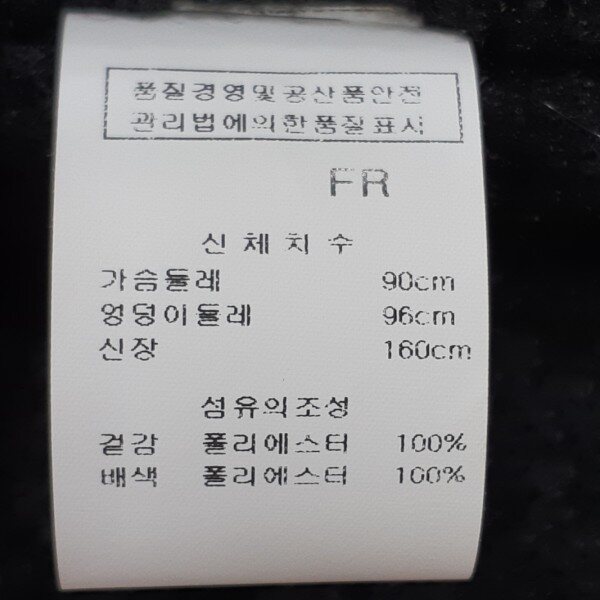 품질경영및공산품안전
관리법에의한품질표시
FR
신체치수
가슴둘레 90cm
엉덩이둘레 96cm
신장 160cm
섬유의조성
겉감 폴리에스터 100%
배색 폴리에스터 100%